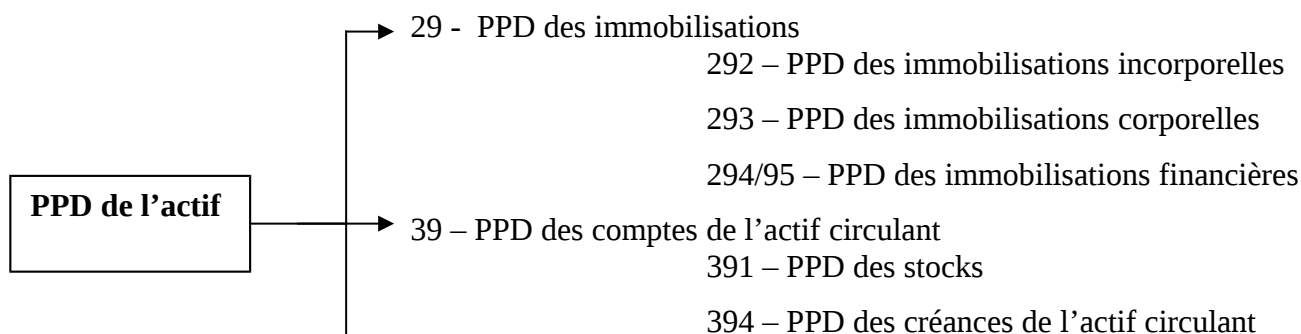 29 - PPD des immobilisations
292 – PPD des immobilisations incorporelles
293 – PPD des immobilisations corporelles
294/95 – PPD des immobilisations financières
PPD de l’actif
39 – PPD des comptes de l’actif circulant
391 – PPD des stocks
394 – PPD des créances de l’actif circulant